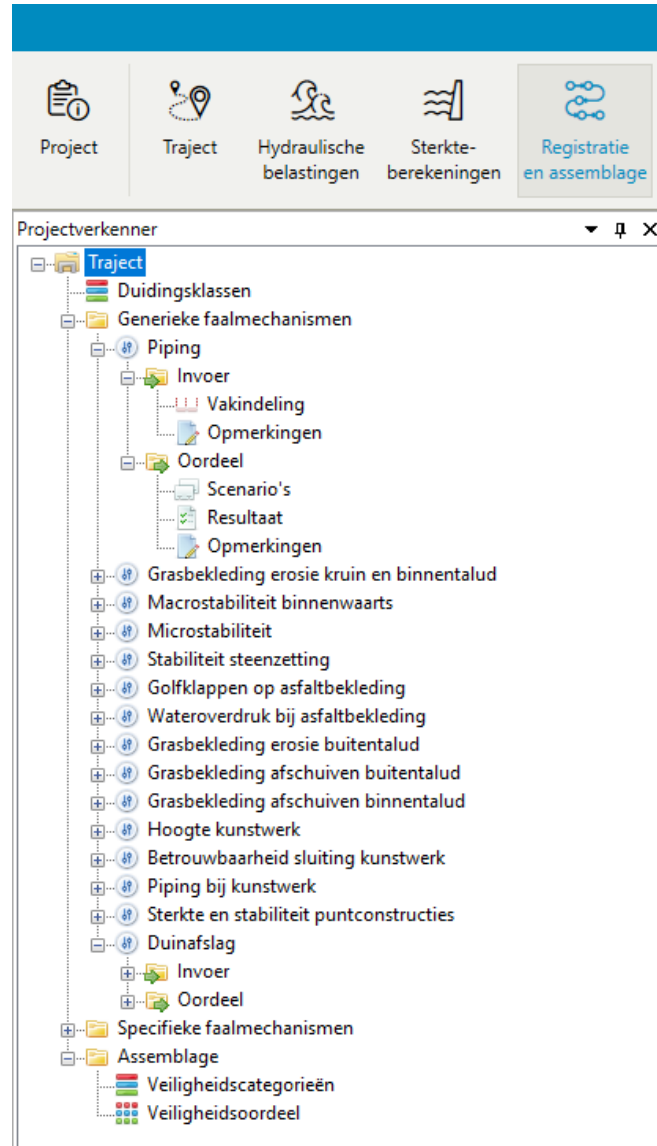 Project
Traject
Hydraulische
belastingen
Sterkte-
berekeningen
Registratie
en assemblage
Projectverkenner
Traject
Duidingsklassen
Generieke faalmechanismen
Piping
Invoer
Vakindeling
Opmerkingen
Oordeel
Scenario's
Resultaat
Opmerkingen
Grasbekleding erosie kruin en binnentalud
Macrostabiliteit binnenwaarts
Microstabiliteit
Stabiliteit steenzetting
Golfklappen op asfaltbekleding
Wateroverdruk bij asfaltbekleding
Grasbekleding erosie buitentalud
Grasbekleding afschuiven buitentalud
Grasbekleding afschuiven binnentalud
Hoogte kunstwerk
Betrouwbaarheid sluiting kunstwerk
Piping bij kunstwerk
Sterkte en stabiliteit puntconstructies
Duinafslag
Invoer
Oordeel
Specifieke faalmechanismen
Assemblage
Veiligheidscategorieën
Veiligheidsoordeel